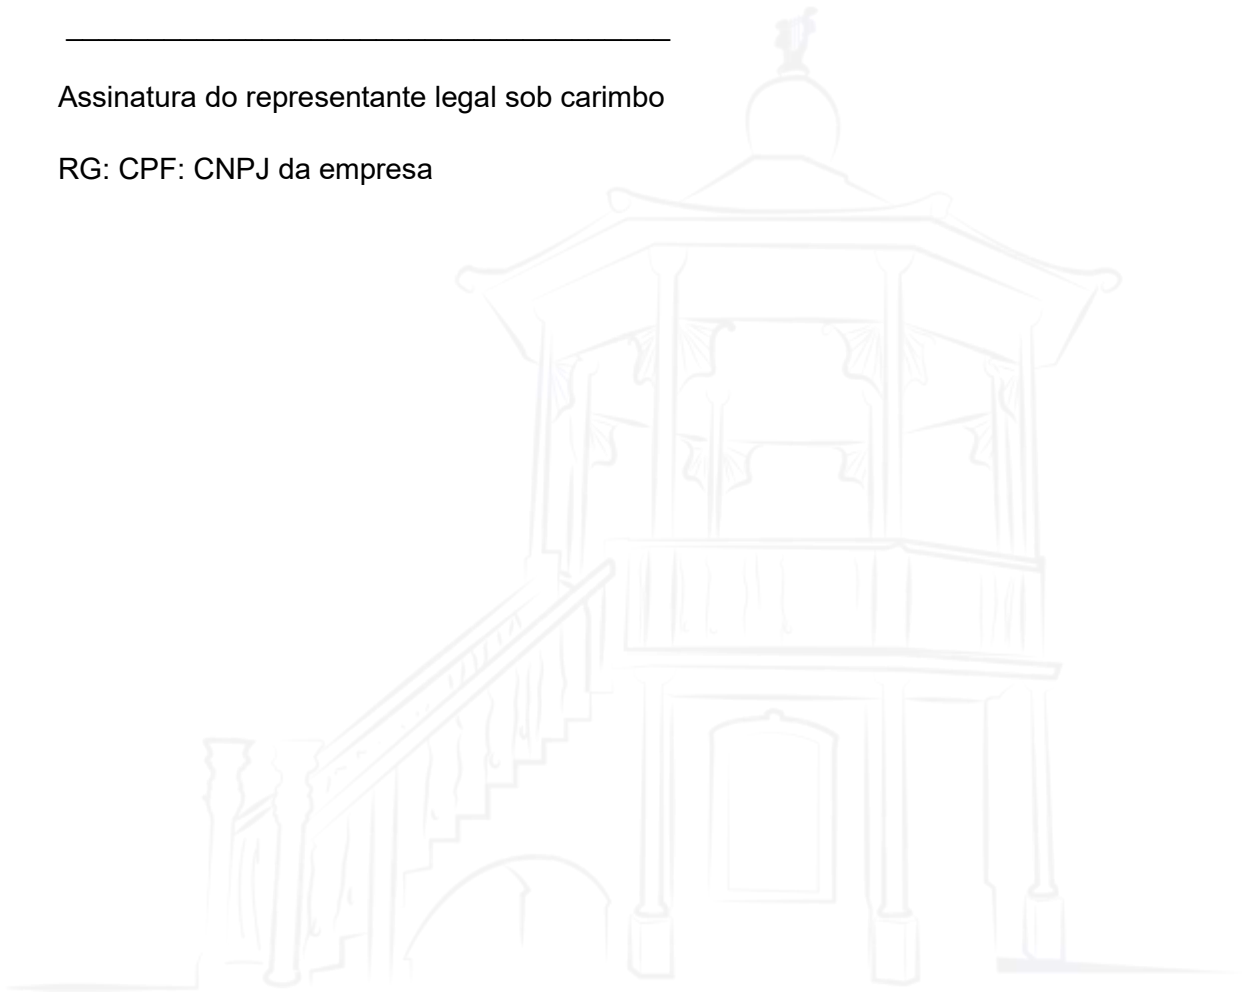 Assinatura do representante legal sob carimbo
RG: CPF: CNPJ da empresa